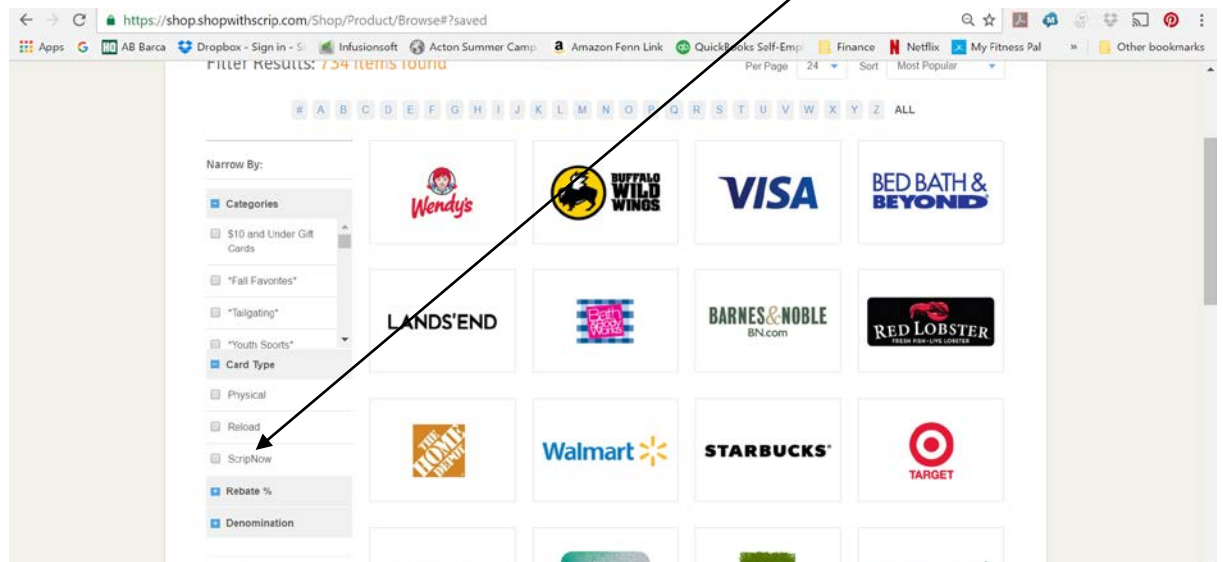 https://shop.shopwithscrip.com/Shop/Product/Browse#?saved
Apps AB Barca Dropbox - Sign in - Si Infusionsoft Acton Summer Camp Amazon Fenn Link QuickBooks Self-Emp Finance Netflix My Fitness Pal » Other bookmarks
Filter Results: 734 items found
Per Page 24 Sort Most Popular
# A B C D E F G H I J K L M N O P Q R S T U V W X Y Z ALL
Narrow By:
Categories
$10 and Under Gift
Cards
*Fall Favorites*
*Tailgating*
*Youth Sports*
Card Type
Physical
Reload
ScripNow
Rebate %
Denomination
Wendy's
BUFFALO
WILD
WINGS
VISA
BED BATH &
BEYOND
LANDS'END
Bath
& Body
Works
BARNES&NOBLE
BN.com
RED LOBSTER
FRESH FISH • LIVE LOBSTER
THE
HOME
DEPOT
Walmart
STARBUCKS
TARGET